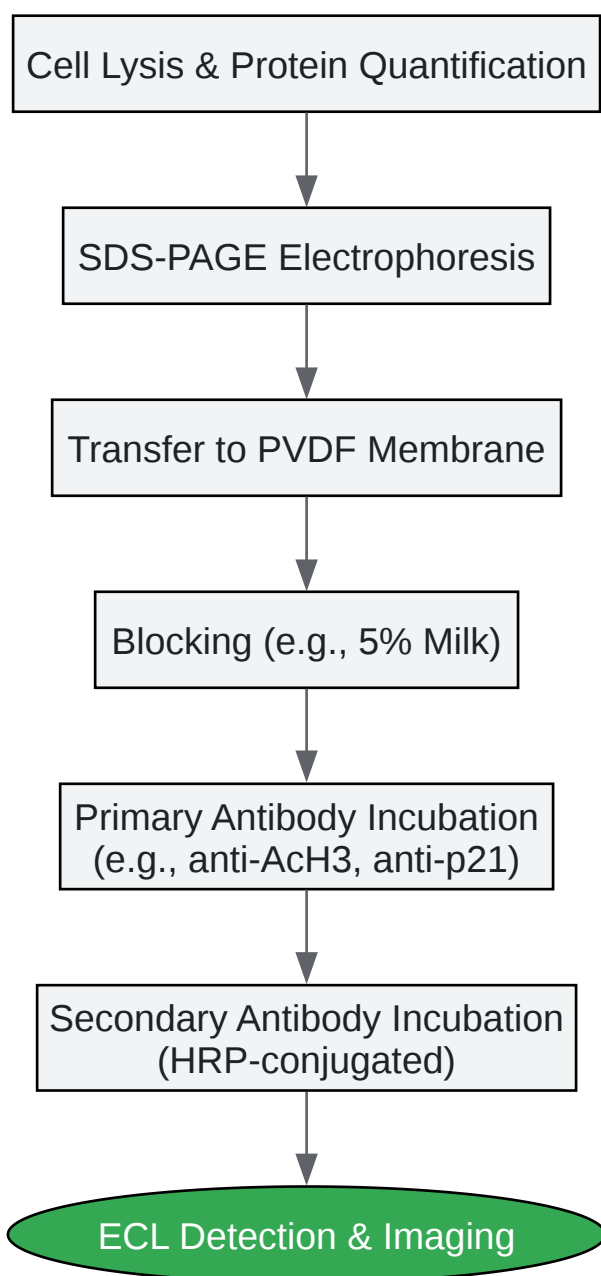 Cell Lysis & Protein Quantification
SDS-PAGE Electrophoresis
Transfer to PVDF Membrane
Blocking (e.g., 5% Milk)
Primary Antibody Incubation
(e.g., anti-AcH3, anti-p21)
Secondary Antibody Incubation
(HRP-conjugated)
ECL Detection & Imaging